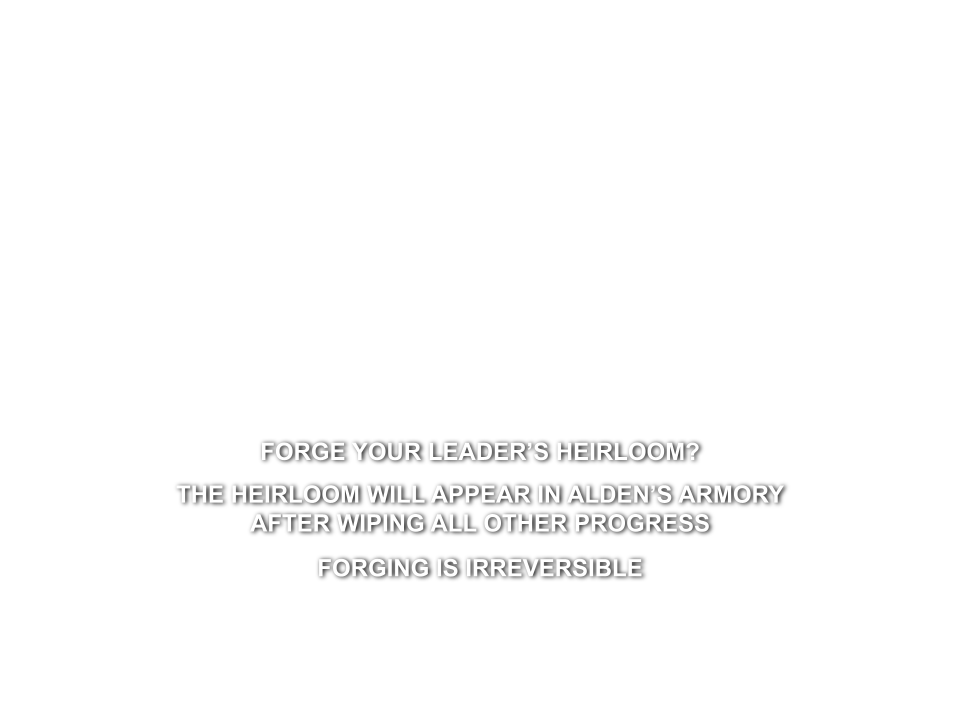 FORGE YOUR LEADER’S HEIRLOOM?
THE HEIRLOOM WILL APPEAR IN ALDEN’S ARMORY
AFTER WIPING ALL OTHER PROGRESS
FORGING IS IRREVERSIBLE